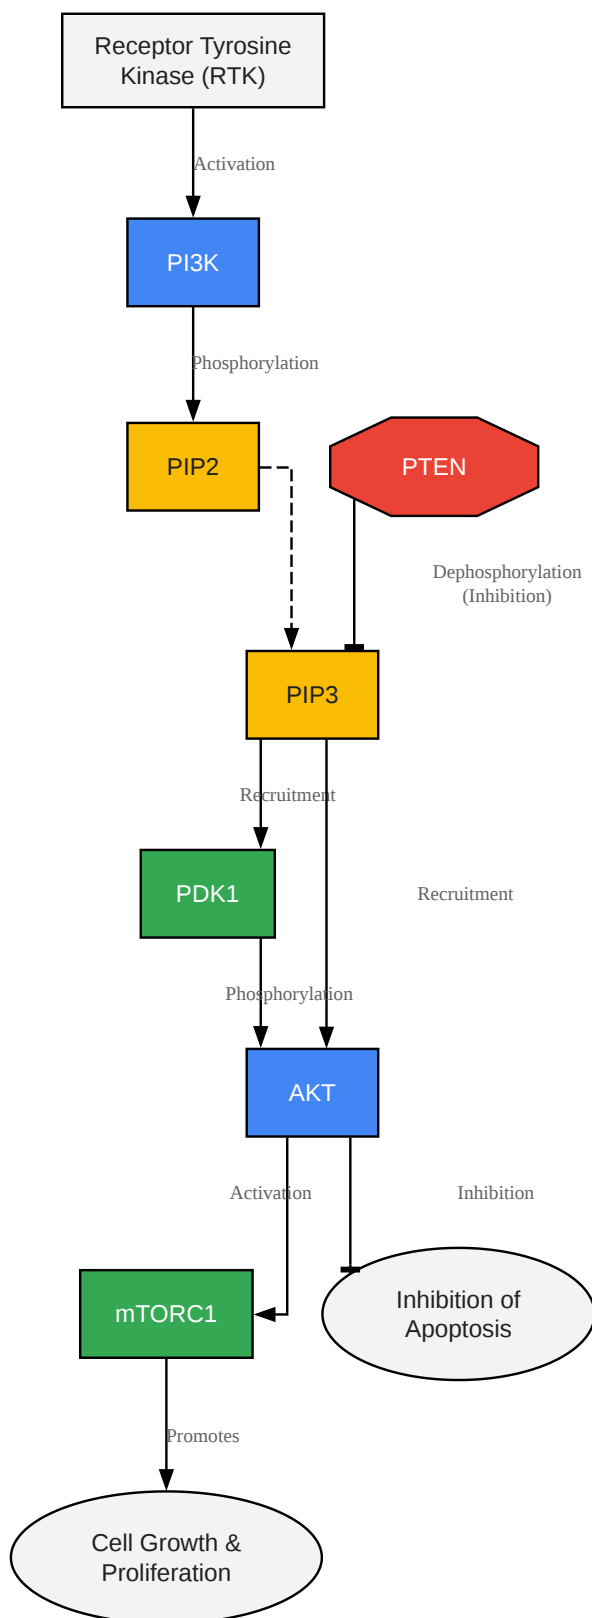 Receptor Tyrosine
Kinase (RTK)
Activation
PI3K
Phosphorylation
PIP2
PTEN
Dephosphorylation
(Inhibition)
PIP3
Recruitment
PDK1
Recruitment
Phosphorylation
AKT
Activation
Inhibition
mTORC1
Inhibition of
Apoptosis
Promotes
Cell Growth &
Proliferation